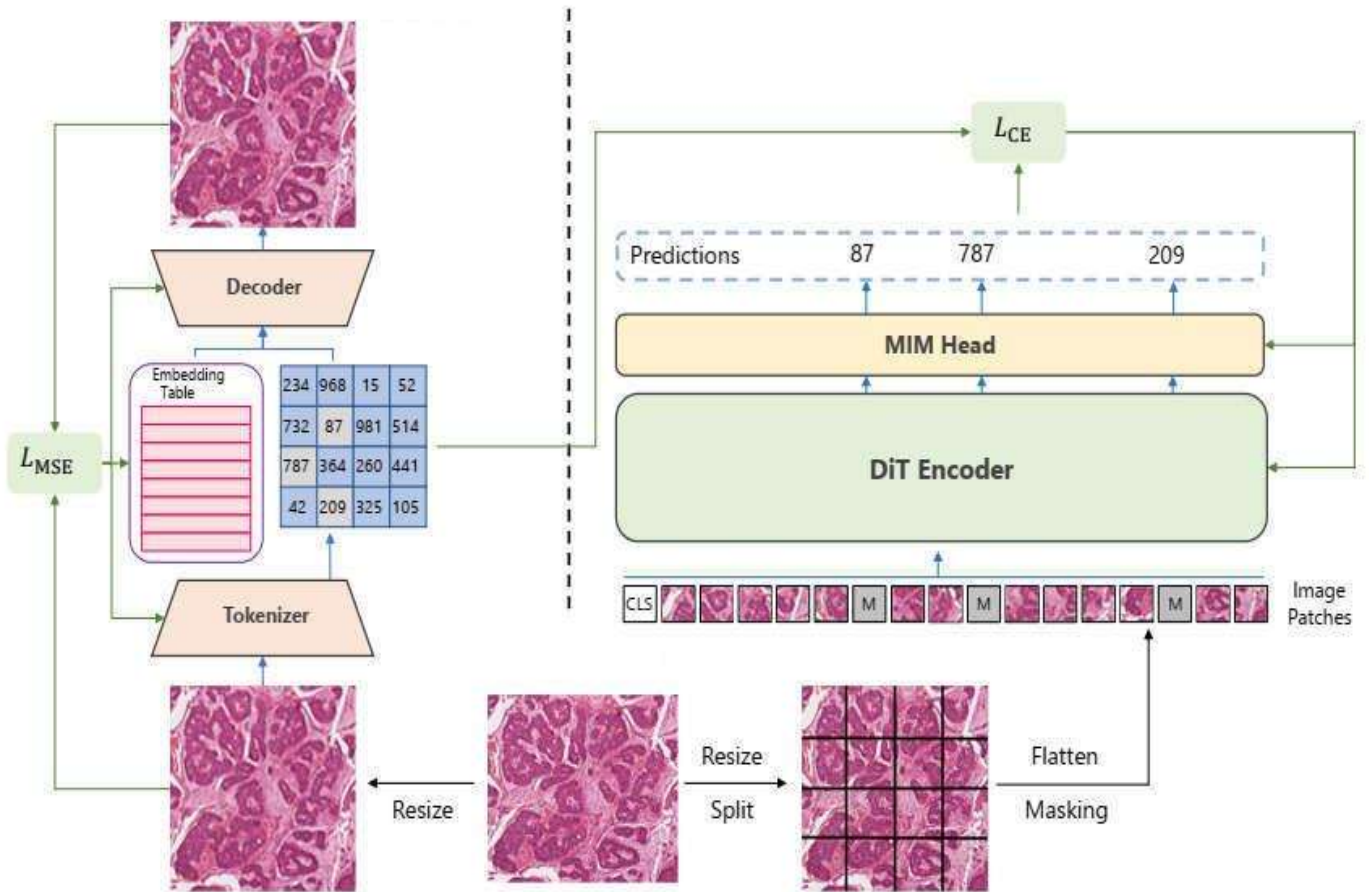 L_CE
Predictions 87 787 209
Decoder
MIM Head
Embedding
Table
234 968 15 52
732 87 981 514
787 364 260 441
42 209 325 105
L_MSE
DiT Encoder
Tokenizer
CLS M M M
Image
Patches
Resize
Resize
Split
Flatten
Masking